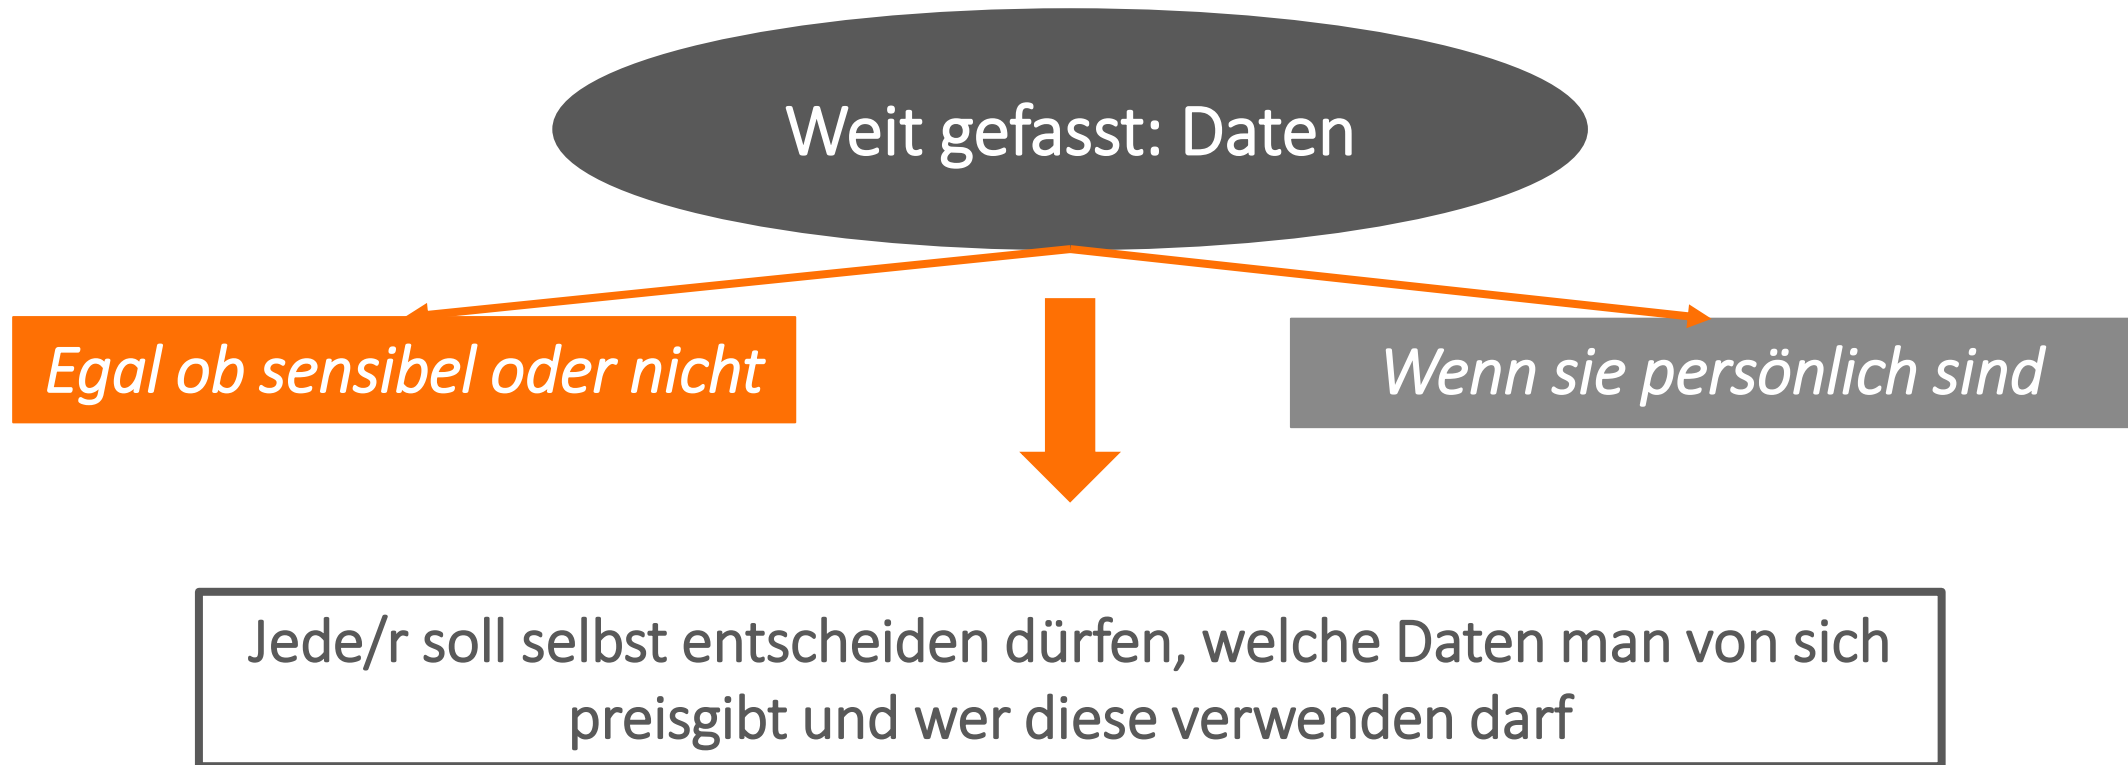 Weit gefasst: Daten
Egal ob sensibel oder nicht
Wenn sie persönlich sind
Jede/r soll selbst entscheiden dürfen, welche Daten man von sich
preisgibt und wer diese verwenden darf